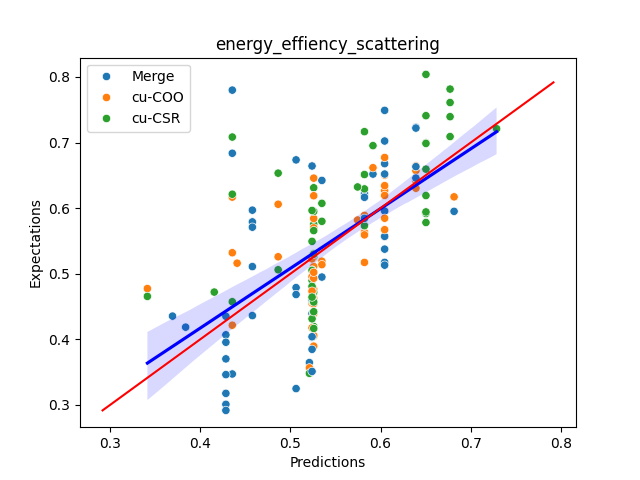 energy_effiency_scattering
Merge
cu-COO
cu-CSR
0.8
0.7
0.6
0.5
0.4
0.3
Expectations
0.3 0.4 0.5 0.6 0.7 0.8
Predictions